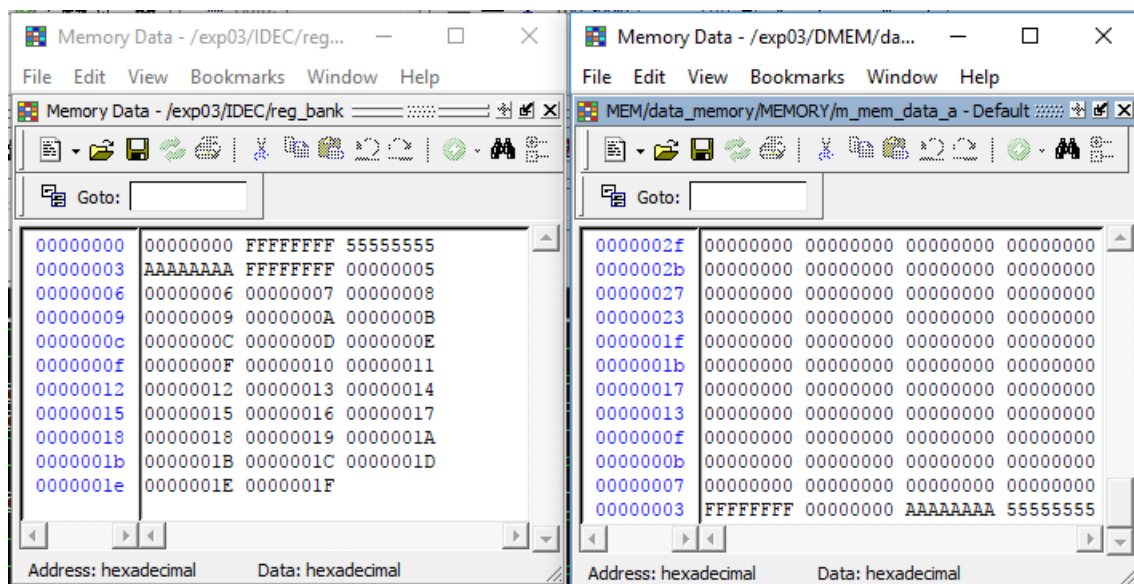 Memory Data - /exp03/IDEC/reg...
File Edit View Bookmarks Window Help
Memory Data - /exp03/IDEC/reg_bank
Goto:
00000000 00000000 FFFFFFFF 55555555
00000003 AAAAAAAA FFFFFFFF 00000005
00000006 00000006 00000007 00000008
00000009 00000009 0000000A 0000000B
0000000c 0000000C 0000000D 0000000E
0000000f 0000000F 00000010 00000011
00000012 00000012 00000013 00000014
00000015 00000015 00000016 00000017
00000018 00000018 00000019 0000001A
0000001b 0000001B 0000001C 0000001D
0000001e 0000001E 0000001F
Address: hexadecimal Data: hexadecimal
Memory Data - /exp03/DMEM/da...
File Edit View Bookmarks Window Help
MEM/data_memory/MEMORY/m_mem_data_a - Default
Goto:
0000002f 00000000 00000000 00000000 00000000
0000002b 00000000 00000000 00000000 00000000
00000027 00000000 00000000 00000000 00000000
00000023 00000000 00000000 00000000 00000000
0000001f 00000000 00000000 00000000 00000000
0000001b 00000000 00000000 00000000 00000000
00000017 00000000 00000000 00000000 00000000
00000013 00000000 00000000 00000000 00000000
0000000f 00000000 00000000 00000000 00000000
0000000b 00000000 00000000 00000000 00000000
00000007 00000000 00000000 00000000 00000000
00000003 FFFFFFFF 00000000 AAAAAAAA 55555555
Address: hexadecimal Data: hexadecimal